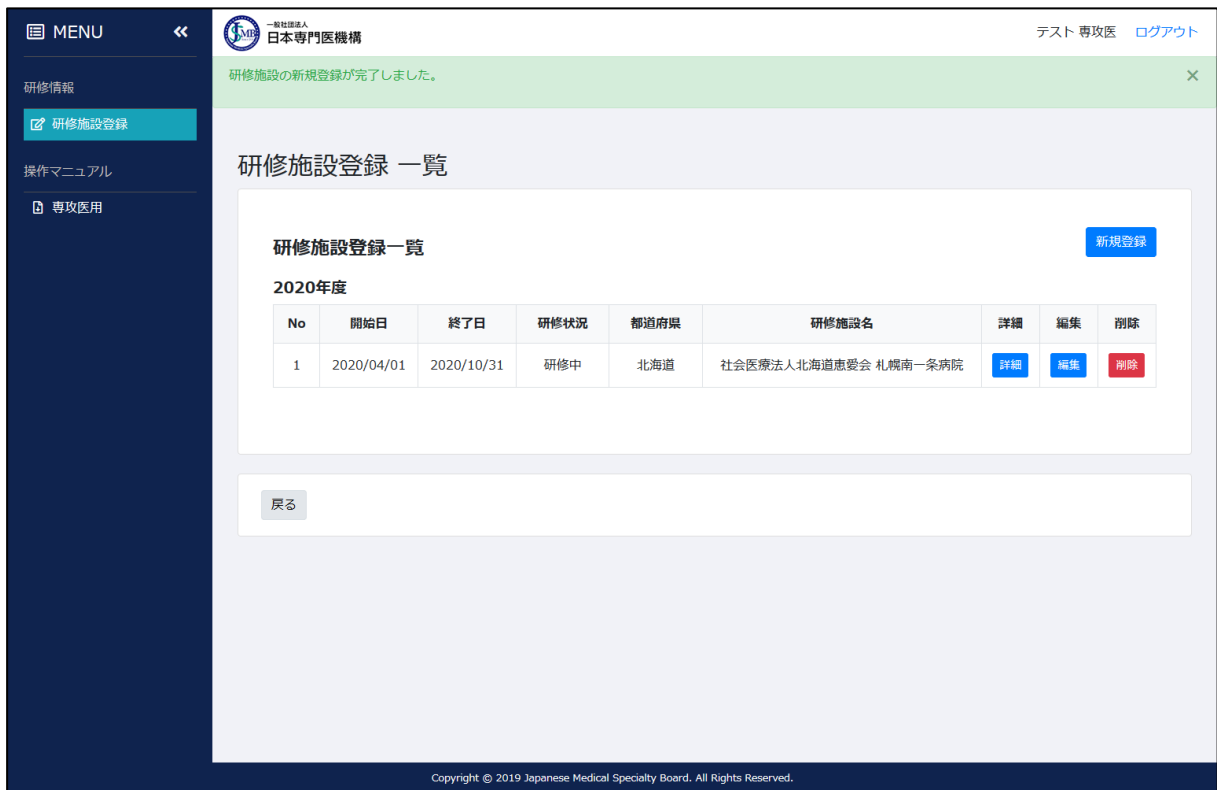 MENU
一般社団法人
日本専門医機構
テスト 専攻医 ログアウト
研修施設の新規登録が完了しました。
研修情報
研修施設登録
操作マニュアル
専攻医用
研修施設登録 一覧
研修施設登録一覧
新規登録
2020年度
No 開始日 終了日 研修状況 都道府県 研修施設名 詳細 編集 削除
1 2020/04/01 2020/10/31 研修中 北海道 社会医療法人北海道恵愛会 札幌南一条病院 詳細 編集 削除
戻る
Copyright © 2019 Japanese Medical Specialty Board. All Rights Reserved.